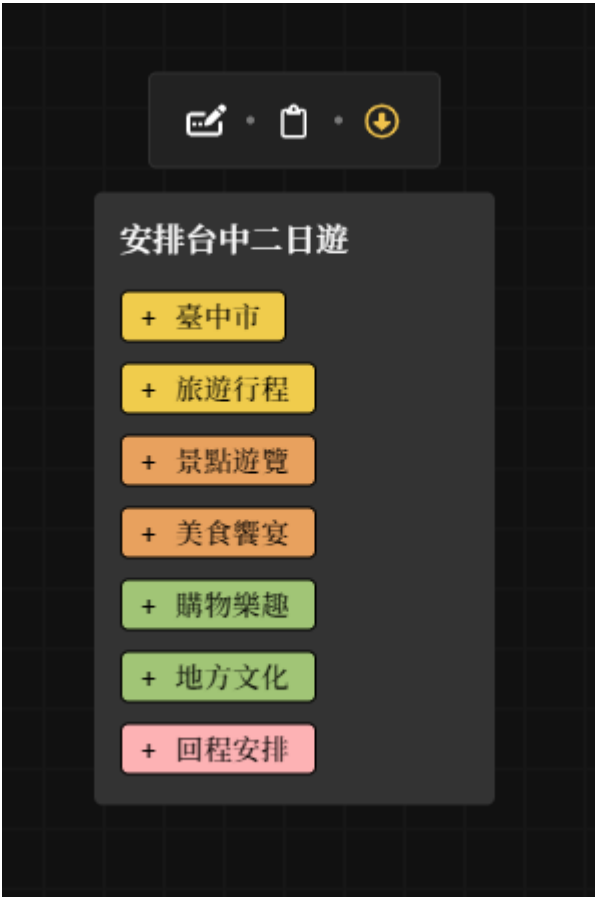 安排台中二日遊
+ 臺中市
+ 旅遊行程
+ 景點遊覽
+ 美食饗宴
+ 購物樂趣
+ 地方文化
+ 回程安排